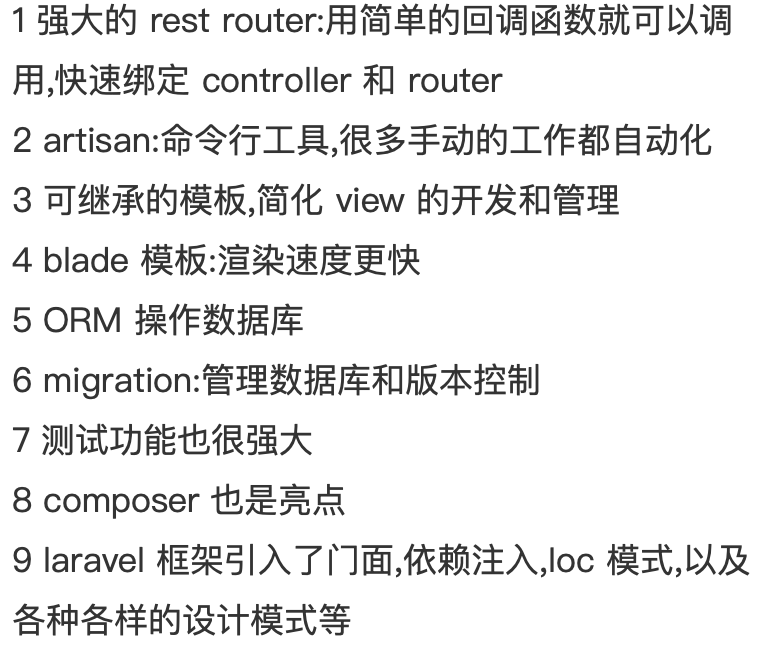 1 强大的 rest router:用简单的回调函数就可以调
用,快速绑定 controller 和 router
2 artisan:命令行工具,很多手动的工作都自动化
3 可继承的模板,简化 view 的开发和管理
4 blade 模板:渲染速度更快
5 ORM 操作数据库
6 migration:管理数据库和版本控制
7 测试功能也很强大
8 composer 也是亮点
9 laravel 框架引入了门面,依赖注入,loc 模式,以及
各种各样的设计模式等